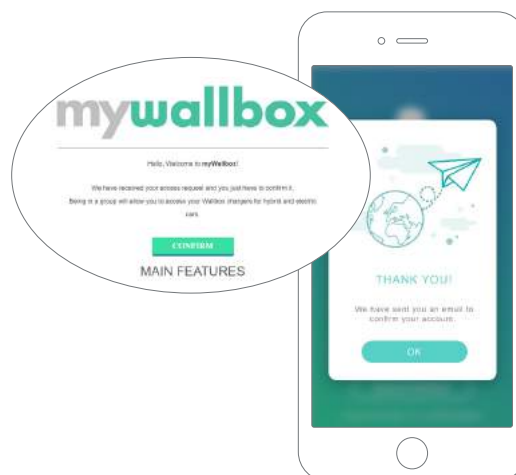 mywallbox
Hello, Welcome to myWallbox!
We have received your access request and you just have to confirm it.
Being in a group will allow you to access your Wallbox chargers for hybrid and electric
cars.
CONFIRM
MAIN FEATURES
THANK YOU!
We have sent you an email to
confirm your account.
OK